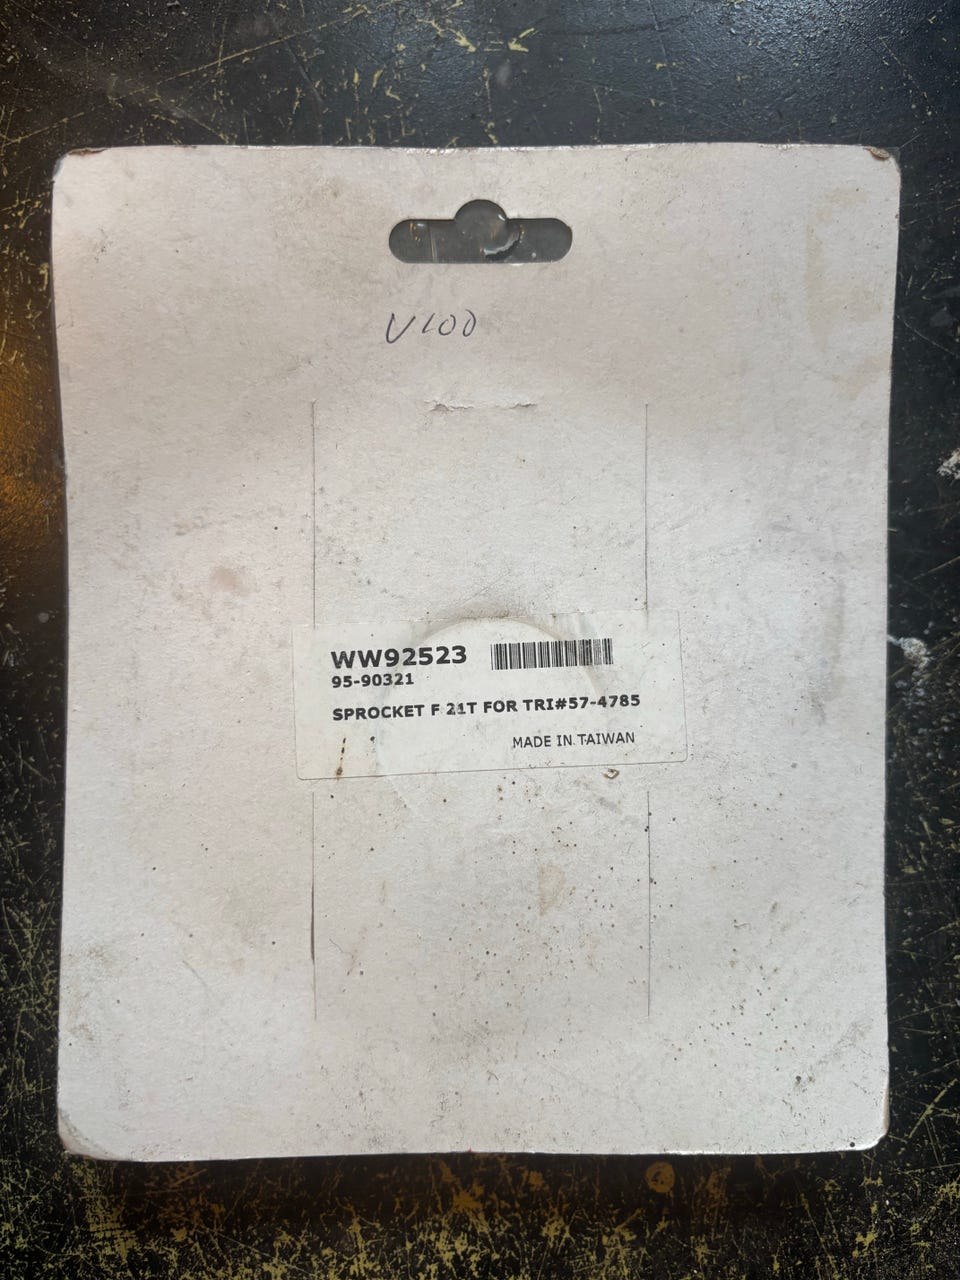 V100
WW92523
95-90321
SPROCKET F 21T FOR TRI#57-4785
MADE IN TAIWAN